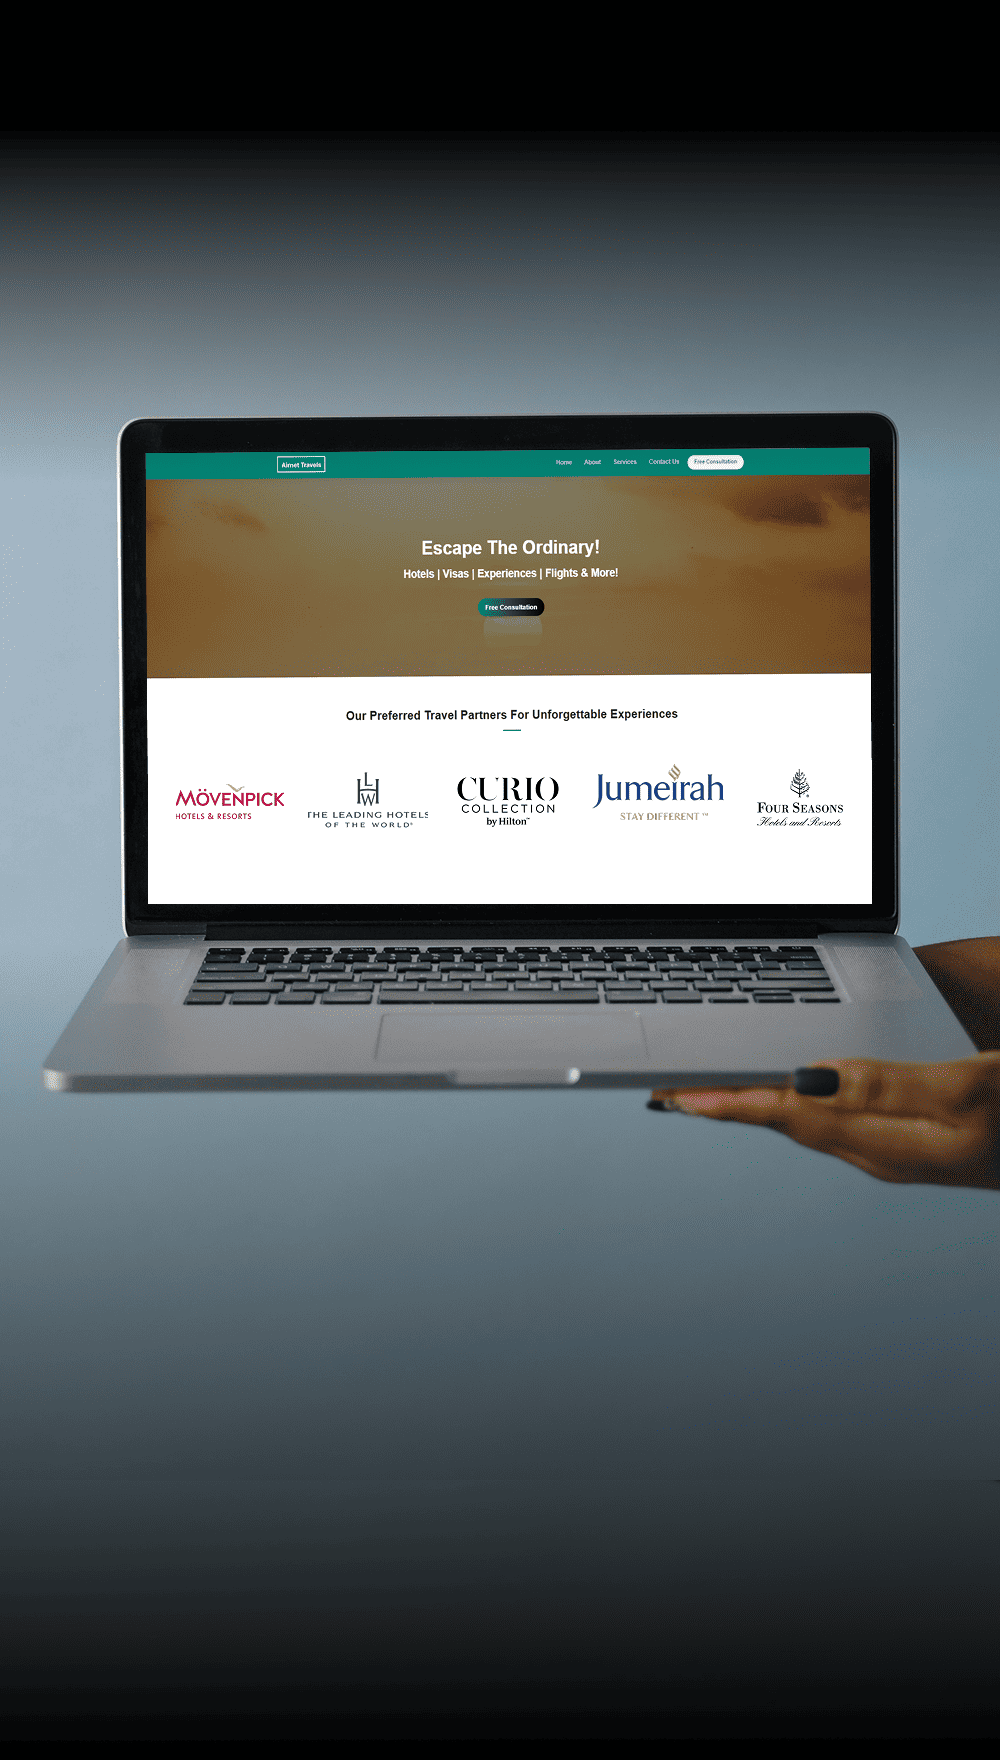 Airnet Travels
Home About Services Contact Us Free Consultation
Escape The Ordinary!
Hotels | Visas | Experiences | Flights & More!
Free Consultation
Our Preferred Travel Partners For Unforgettable Experiences
MÖVENPICK
HOTELS & RESORTS
LHW
THE LEADING HOTELS
OF THE WORLD®
CURIO
COLLECTION
by Hilton™
Jumeirah
STAY DIFFERENT™
FOUR SEASONS
Hotels and Resorts